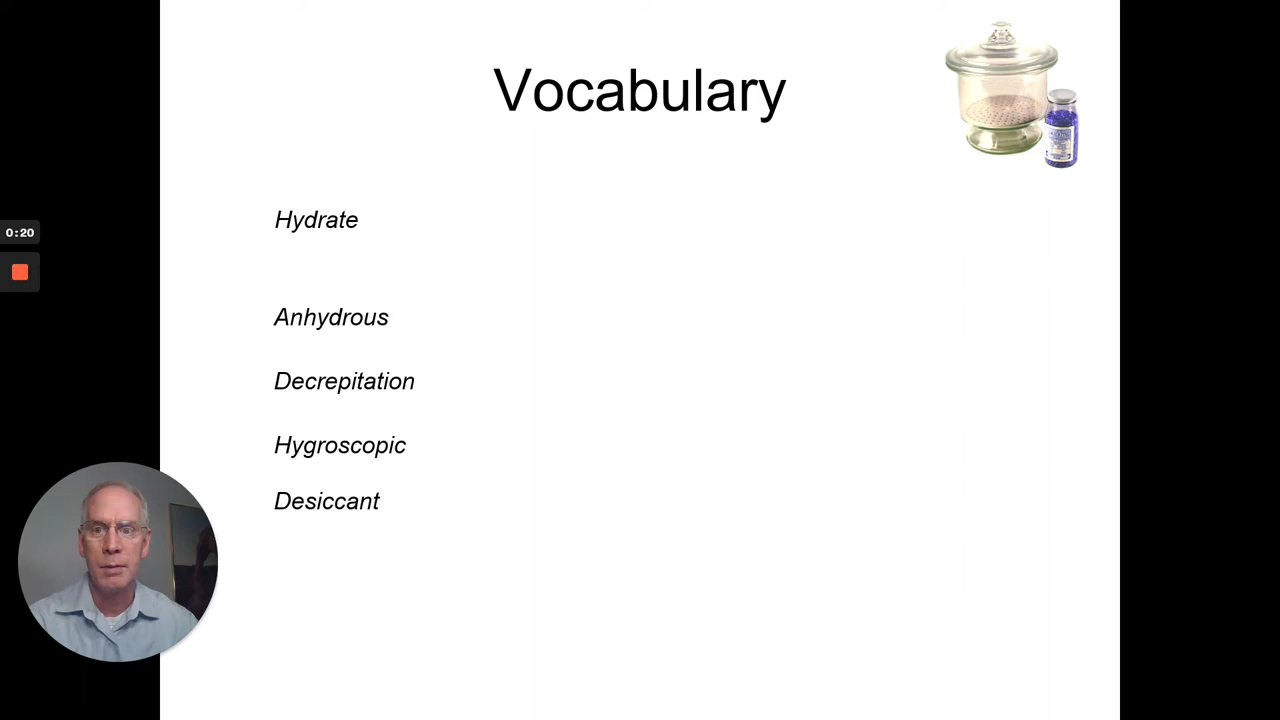 Vocabulary
Hydrate
0:20
Anhydrous
Decrepitation
Hygroscopic
Desiccant